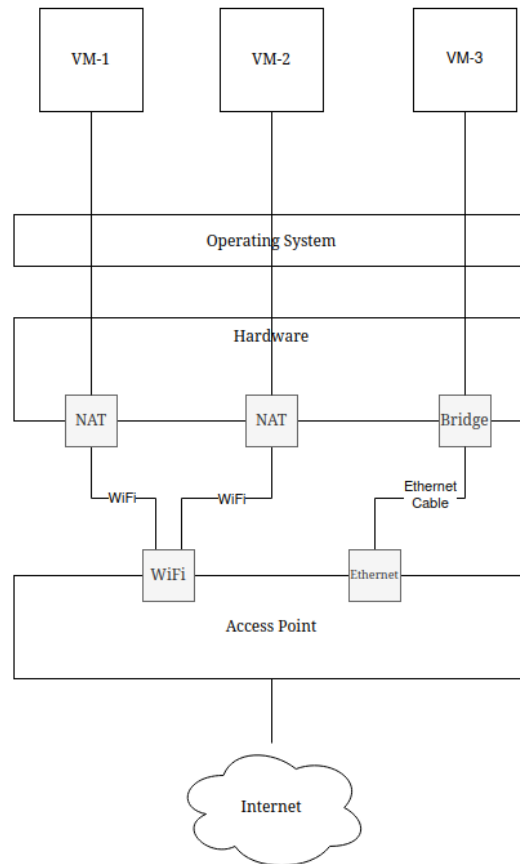 VM-1
VM-2
VM-3
Operating System
Hardware
NAT
NAT
Bridge
WiFi
WiFi
Ethernet
Cable
WiFi
Ethernet
Access Point
Internet